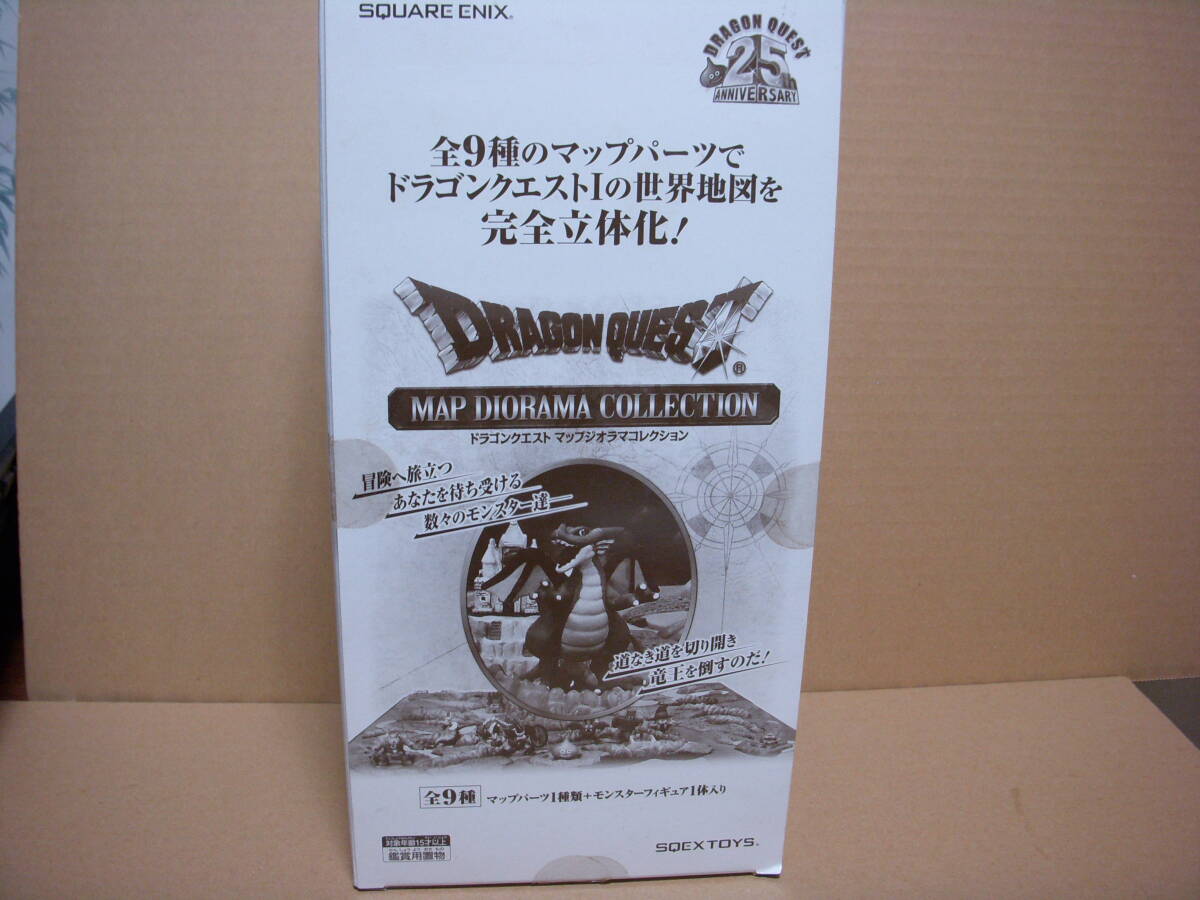 SQUARE ENIX®
DRAGON QUEST
25th
ANNIVERSARY
全9種のマップパーツで
ドラゴンクエストIの世界地図を
完全立体化!
DRAGON QUEST®
MAP DIORAMA COLLECTION
ドラゴンクエスト マップジオラマコレクション
冒険へ旅立つ
あなたを待ち受ける
数々のモンスター達—
道なき道を切り開き
竜王を倒すのだ!
全9種 マップパーツ1種類+モンスターフィギュア1体入り
対象年齢15才以上
鑑賞用置物
SQEXTOYS®